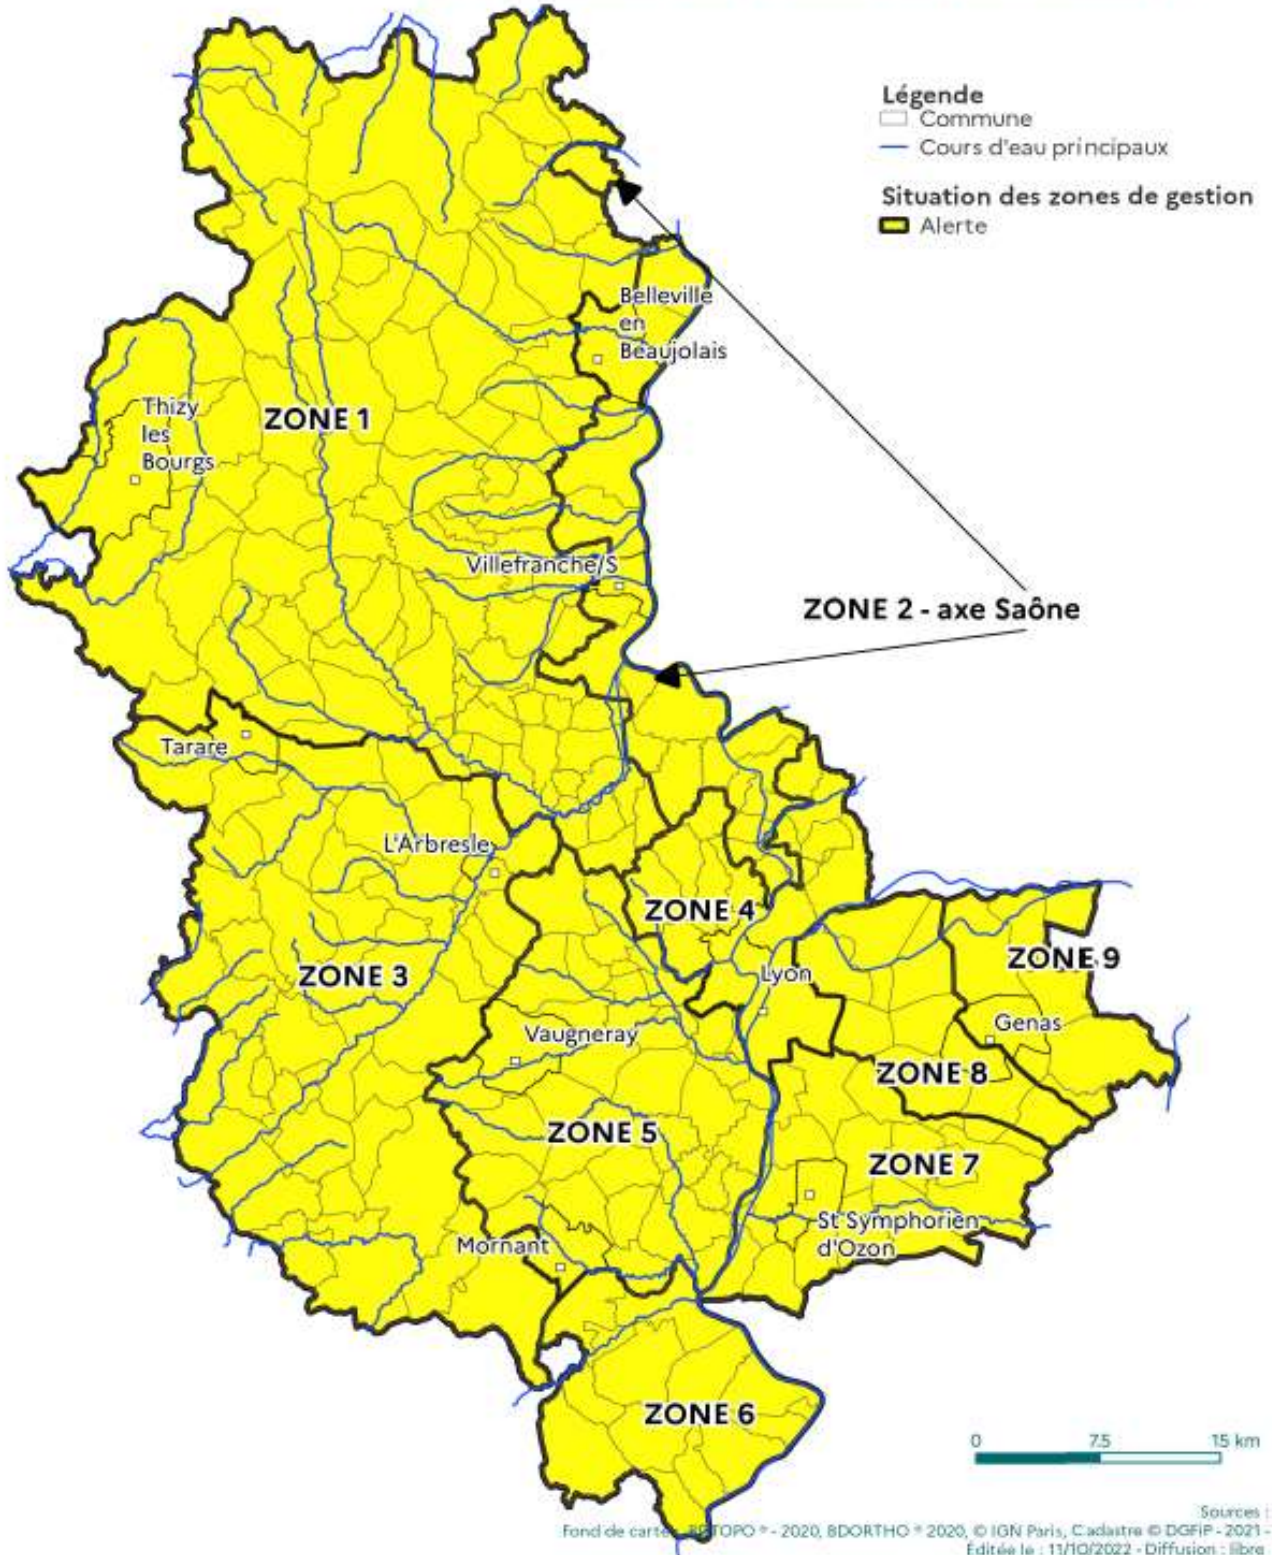 Légende
Commune
Cours d'eau principaux
Situation des zones de gestion
Alerte
Belleville
en
Beaujolais
Thizy
les
Bourgs
ZONE 1
Villefranche/S
ZONE 2 - axe Saône
Tarare
L'Arbresle
ZONE 4
ZONE 3
Lyon
ZONE 9
Vaugneray
Genas
ZONE 8
ZONE 5
ZONE 7
St Symphorien
d'Ozon
Mornant
ZONE 6
0 7.5 15 km
Sources :
Fond de carte : BDTOPO ® - 2020, BDORTHO ® 2020, © IGN Paris, Cadastre © DGFiP - 2021 -
Éditée le : 11/10/2022 - Diffusion : libre